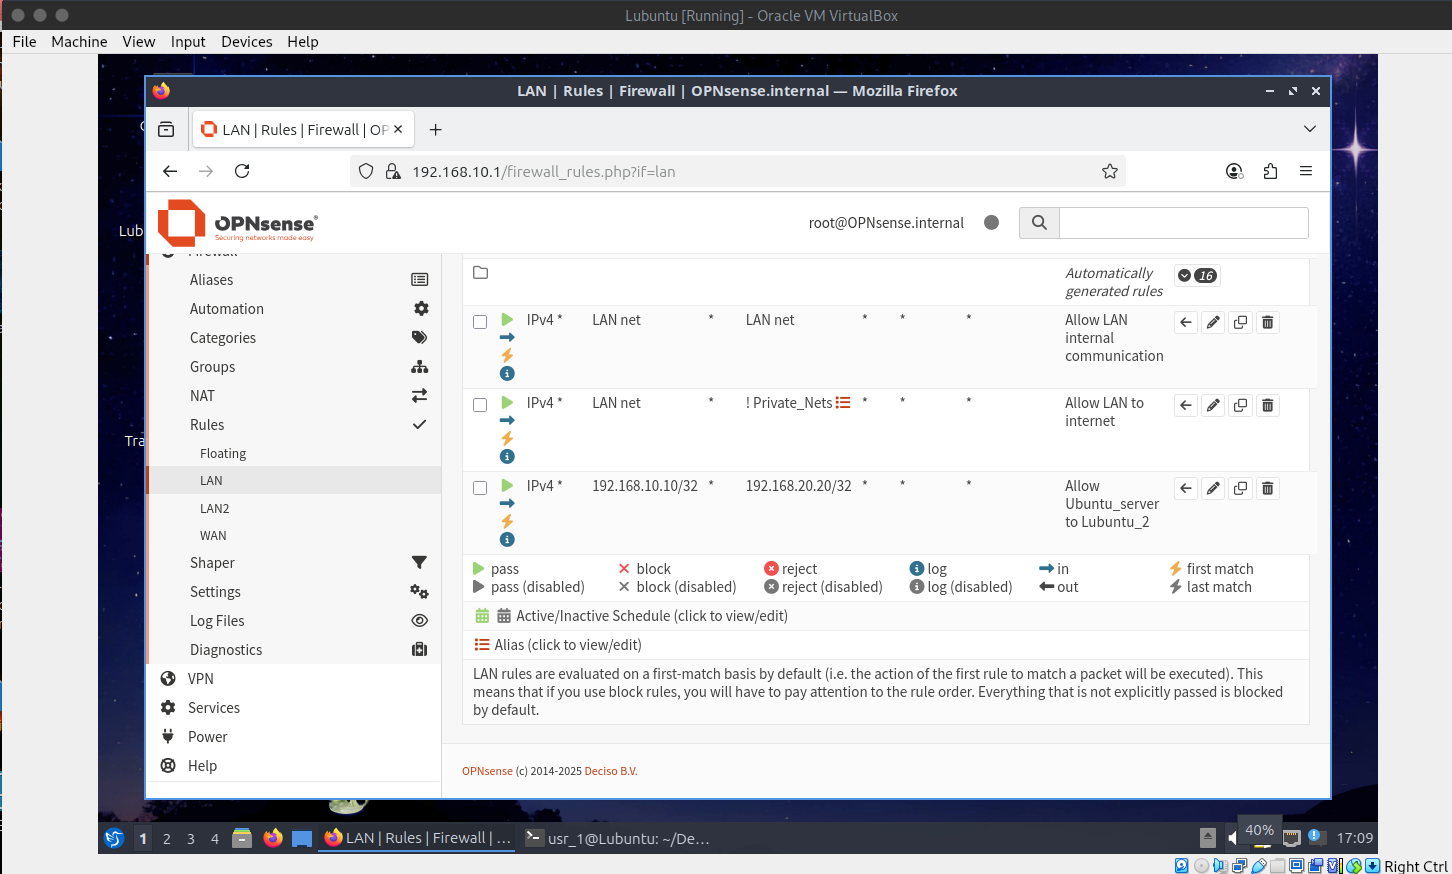 Lubuntu [Running] - Oracle VM VirtualBox
File Machine View Input Devices Help
LAN | Rules | Firewall | OPNsense.internal — Mozilla Firefox
LAN | Rules | Firewall | OP
192.168.10.1/firewall_rules.php?if=lan
OPNsense
Securing networks made easy
root@OPNsense.internal
Lub
Tra
Firewall
Aliases
Automation
Categories
Groups
NAT
Rules
Floating
LAN
LAN2
WAN
Shaper
Settings
Log Files
Diagnostics
VPN
Services
Power
Help
Automatically
generated rules
16
IPv4 * LAN net * LAN net * * * Allow LAN
internal
communication
IPv4 * LAN net * ! Private_Nets * * * Allow LAN to
internet
IPv4 * 192.168.10.10/32 * 192.168.20.20/32 * * * Allow
Ubuntu_server
to Lubuntu_2
pass block reject log in first match
pass (disabled) block (disabled) reject (disabled) log (disabled) out last match
Active/Inactive Schedule (click to view/edit)
Alias (click to view/edit)
LAN rules are evaluated on a first-match basis by default (i.e. the action of the first rule to match a packet will be executed). This
means that if you use block rules, you will have to pay attention to the rule order. Everything that is not explicitly passed is blocked
by default.
OPNsense (c) 2014-2025 Deciso B.V.
1 2 3 4 LAN | Rules | Firewall | ... usr_1@Lubuntu: ~/De... 40% 17:09
Right Ctrl